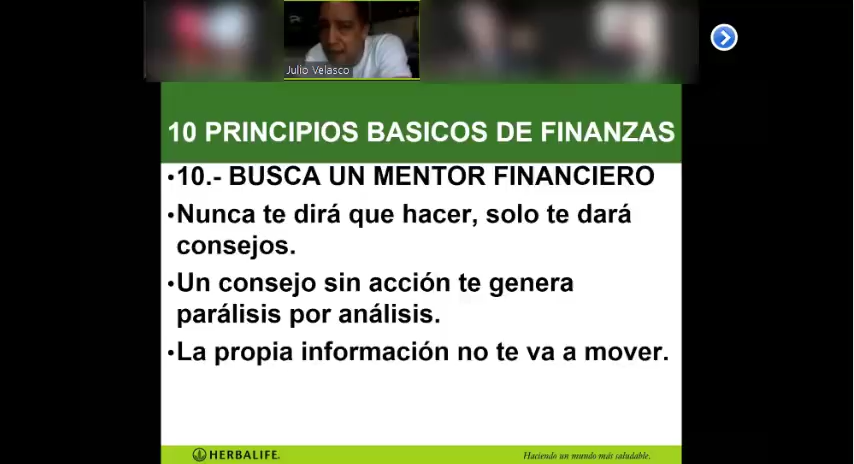 Julio Velasco
10 PRINCIPIOS BASICOS DE FINANZAS
•10.- BUSCA UN MENTOR FINANCIERO
•Nunca te dirá que hacer, solo te dará
consejos.
•Un consejo sin acción te genera
parálisis por análisis.
•La propia información no te va a mover.
HERBALIFE.
Haciendo un mundo más saludable.